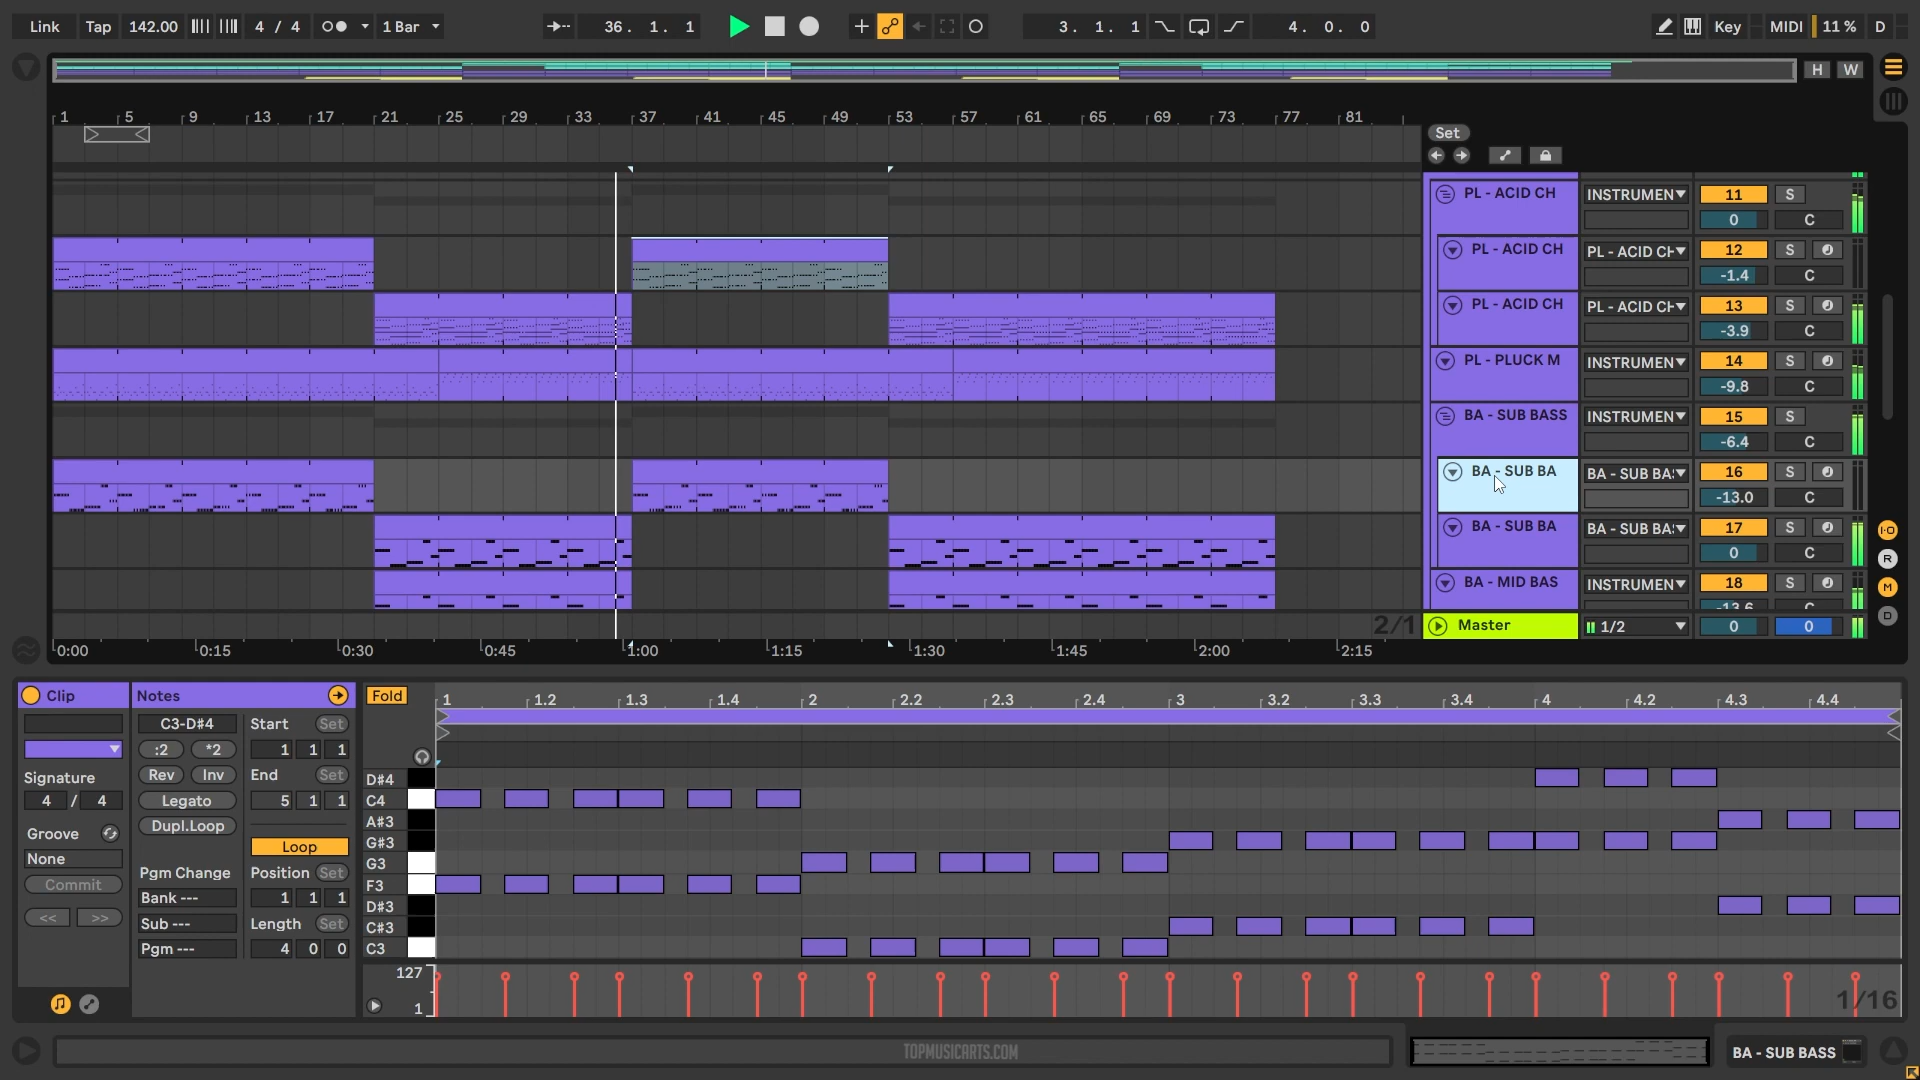 Link Tap 142.00 4 / 4 1 Bar 36. 1. 1 3. 1. 1 4. 0. 0 Key MIDI 11 % D
H W
1 5 9 13 17 21 25 29 33 37 41 45 49 53 57 61 65 69 73 77 81
Set
PL - ACID CH INSTRUMEN 11 S
0 C
PL - ACID CH PL - ACID CH 12 S
-1.4 C
PL - ACID CH PL - ACID CH 13 S
-3.9 C
PL - PLUCK M INSTRUMEN 14 S
-9.8 C
BA - SUB BASS INSTRUMEN 15 S
-6.4 C
BA - SUB BA BA - SUB BA 16 S
-13.0 C
BA - SUB BA BA - SUB BA 17 S
0 C
BA - MID BAS INSTRUMEN 18 S
-13.6 C
2/1 Master 1/2 0 0
I·O
R
M
D
0:00 0:15 0:30 0:45 1:00 1:15 1:30 1:45 2:00 2:15
Clip Notes Fold 1 1.2 1.3 1.4 2 2.2 2.3 2.4 3 3.2 3.3 3.4 4 4.2 4.3 4.4
C3-D#4 Start Set
:2 *2 1 1 1
Signature Rev Inv End Set
4 / 4 Legato 5 1 1
Groove Dupl.Loop
None Loop
Commit Pgm Change Position Set
<< >> Bank --- 1 1 1
Sub --- Length Set
Pgm --- 4 0 0
D#4
C4
A#3
G#3
G3
F3
D#3
C#3
C3
127
1
1/16
TOPMUSICARTS.COM
BA - SUB BASS